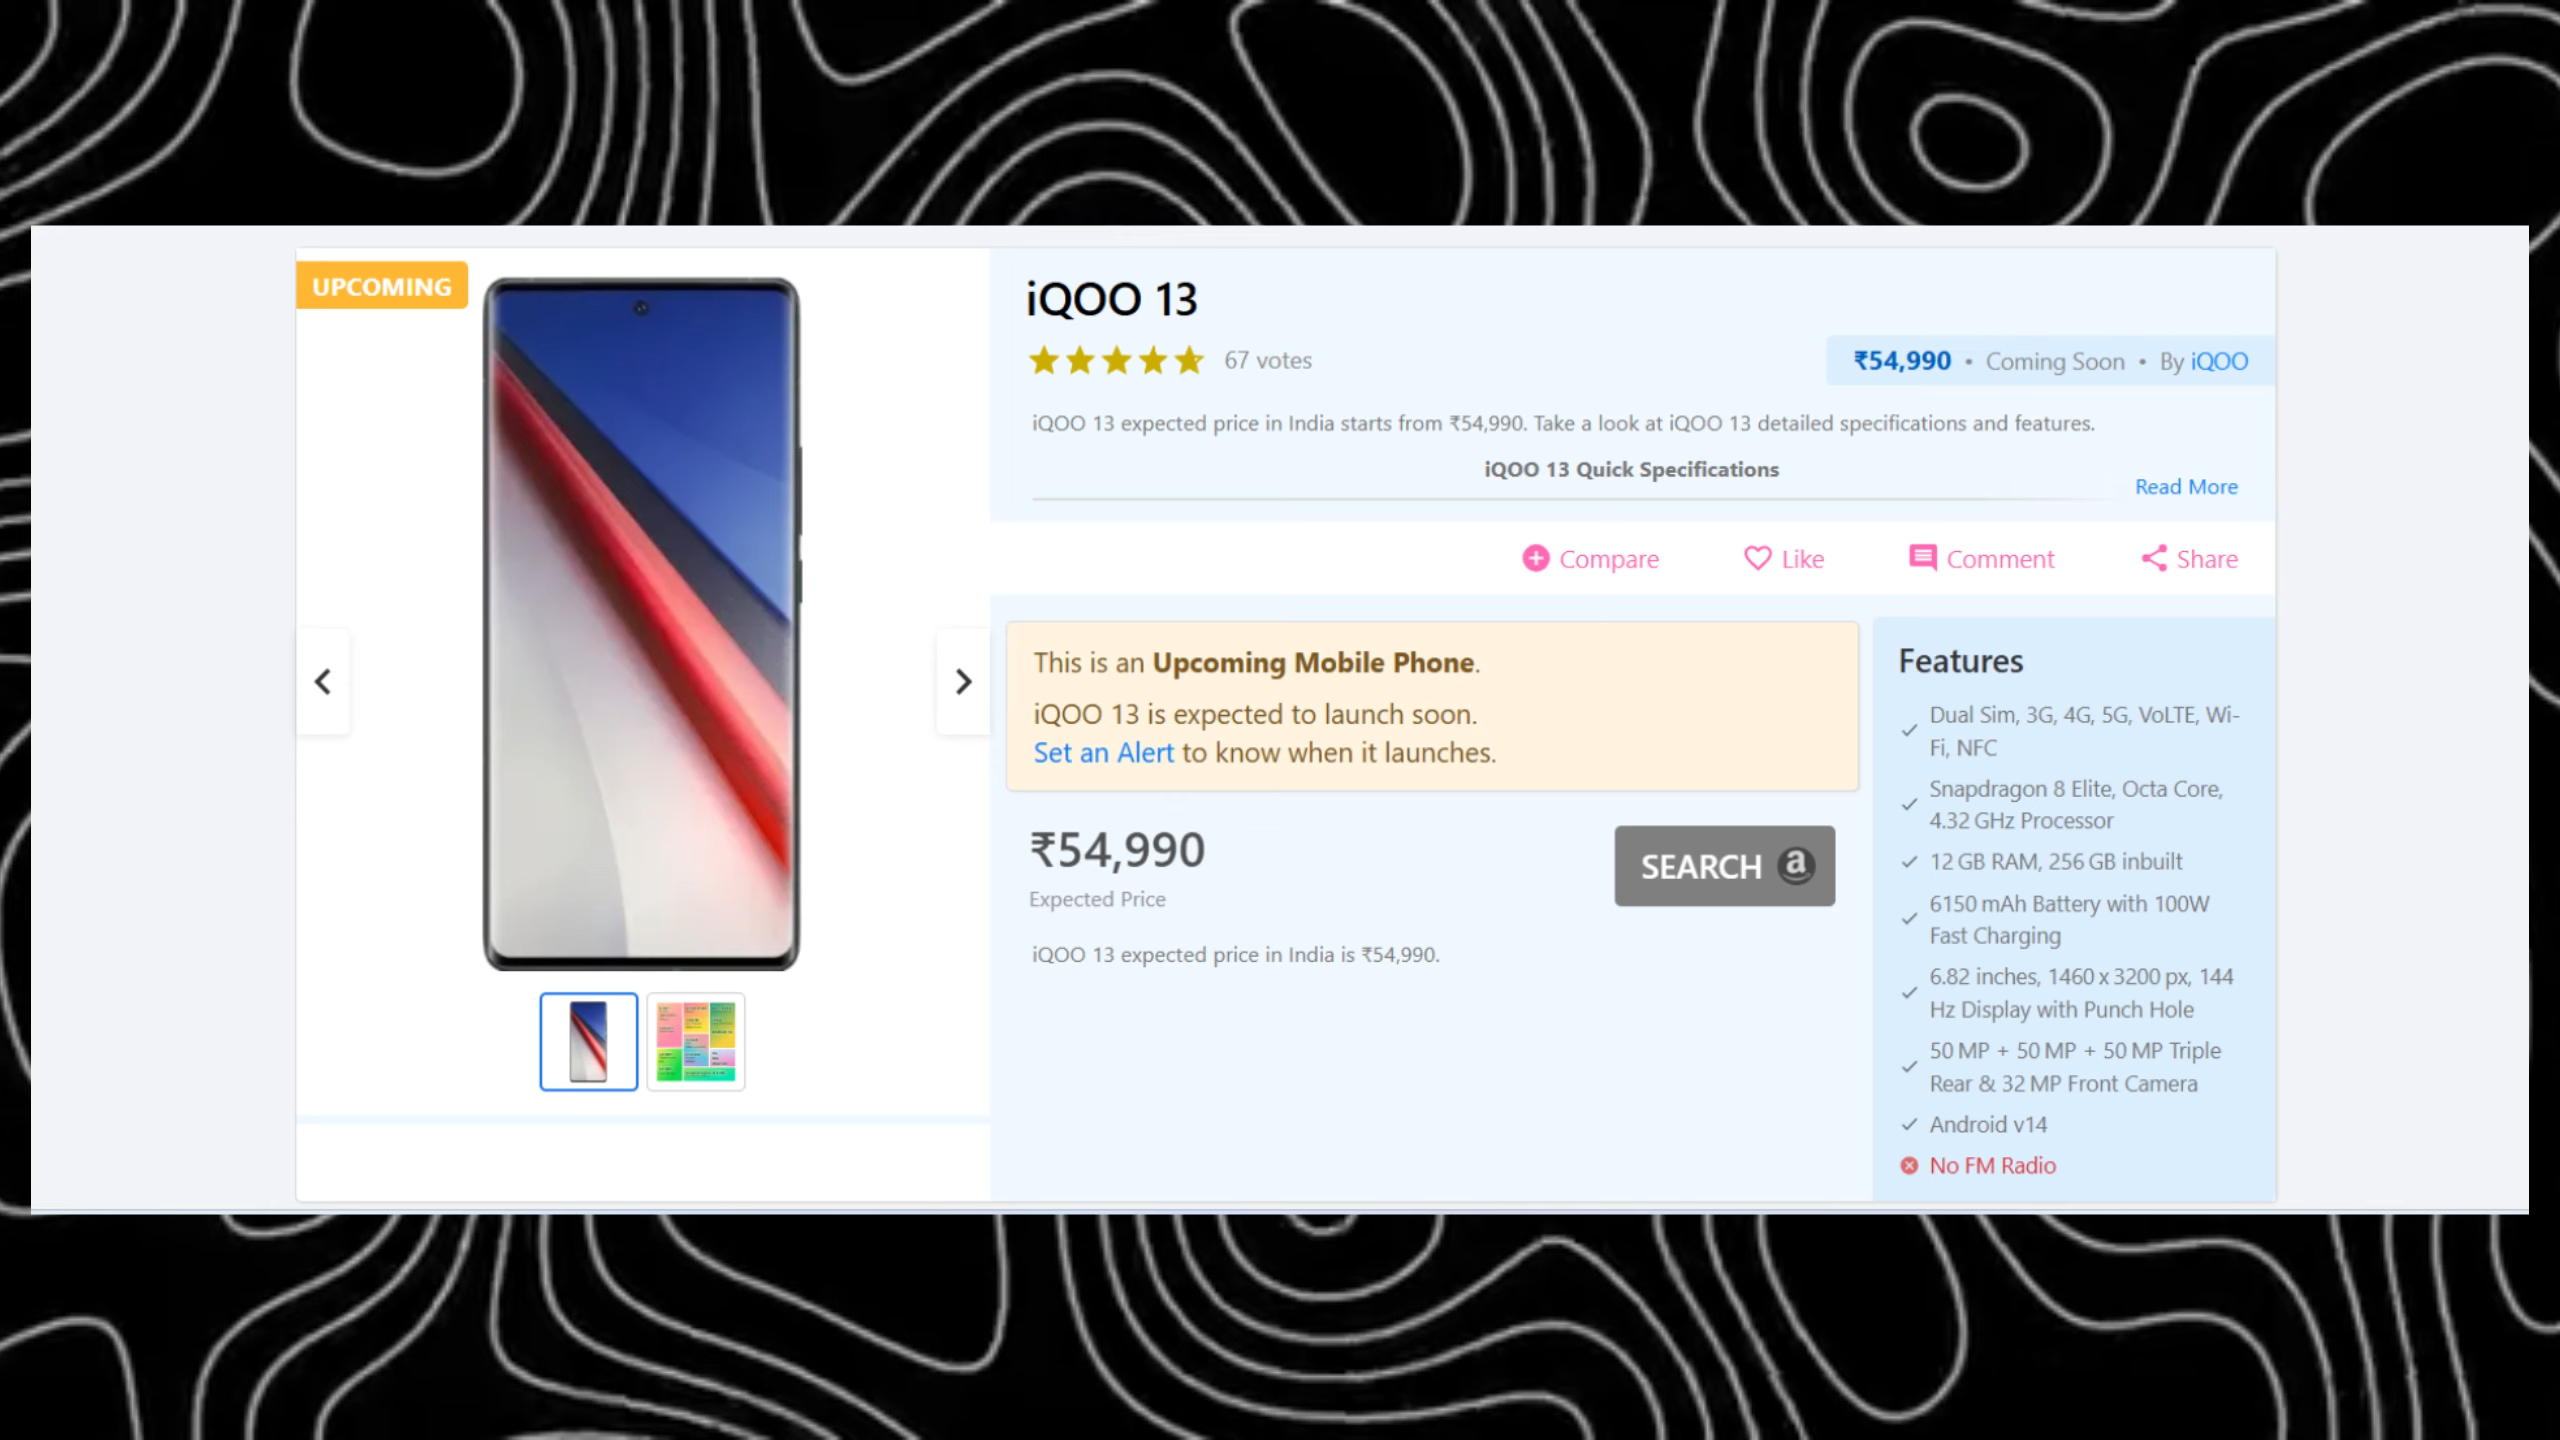 UPCOMING
iQOO 13
67 votes
₹54,990 • Coming Soon • By iQOO
iQOO 13 expected price in India starts from ₹54,990. Take a look at iQOO 13 detailed specifications and features.
iQOO 13 Quick Specifications
Read More
Compare
Like
Comment
Share
This is an Upcoming Mobile Phone.
iQOO 13 is expected to launch soon.
Set an Alert to know when it launches.
₹54,990
Expected Price
SEARCH
iQOO 13 expected price in India is ₹54,990.
Features
Dual Sim, 3G, 4G, 5G, VoLTE, Wi-
Fi, NFC
Snapdragon 8 Elite, Octa Core,
4.32 GHz Processor
12 GB RAM, 256 GB inbuilt
6150 mAh Battery with 100W
Fast Charging
6.82 inches, 1460 x 3200 px, 144
Hz Display with Punch Hole
50 MP + 50 MP + 50 MP Triple
Rear & 32 MP Front Camera
Android v14
No FM Radio